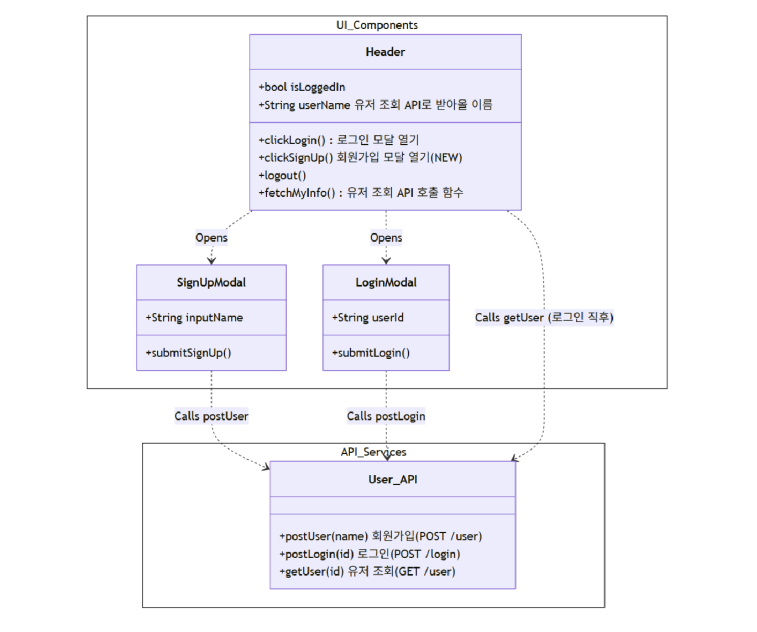 UI_Components
Header
+bool isLoggedIn
+String userName 유저 조회 API로 받아올 이름
+clickLogin() : 로그인 모달 열기
+clickSignUp() 회원가입 모달 열기(NEW)
+logout()
+fetchMyInfo() : 유저 조회 API 호출 함수
Opens
Opens
SignUpModal
+String inputName
+submitSignUp()
LoginModal
+String userId
+submitLogin()
Calls getUser (로그인 직후)
Calls postUser
Calls postLogin
API_Services
User_API
+postUser(name) 회원가입(POST /user)
+postLogin(id) 로그인(POST /login)
+getUser(id) 유저 조회(GET /user)